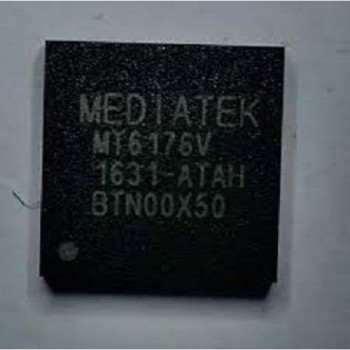 MEDIATEK
MT6176V
1631-ATAH
BTN00X50